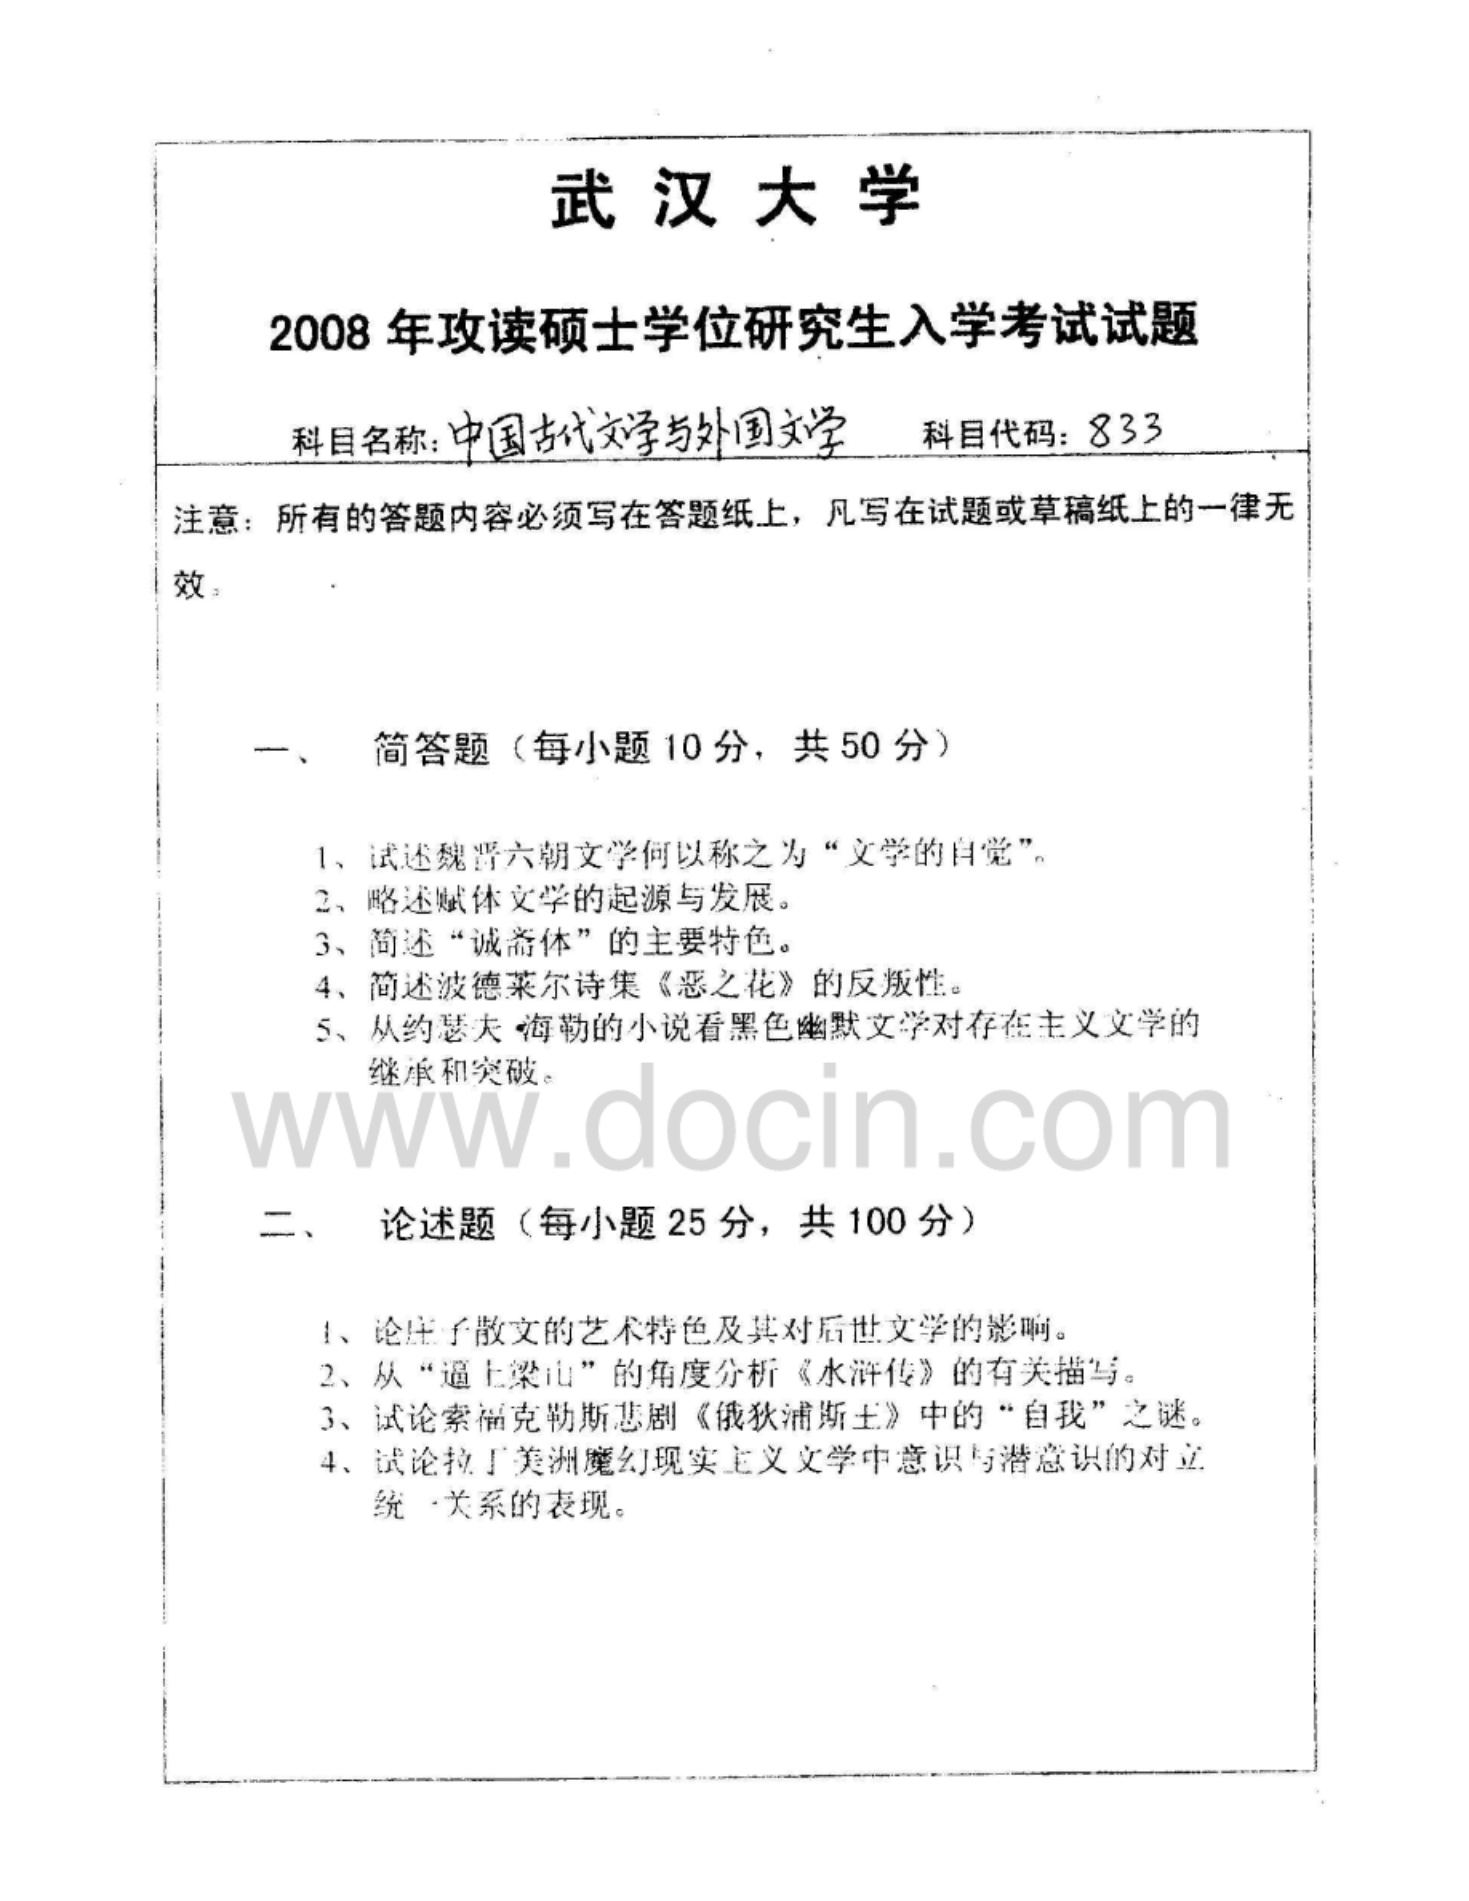 武汉大学
2008 年攻读硕士学位研究生入学考试试题
科目名称：中国古代文学与外国文学 科目代码：833
注意：所有的答题内容必须写在答题纸上，凡写在试题或草稿纸上的一律无
效。
一、 简答题（每小题 10 分，共 50 分）
1、试述魏晋六朝文学何以称之为“文学的自觉”。
2、略述赋体文学的起源与发展。
3、简述“诚斋体”的主要特色。
4、简述波德莱尔诗集《恶之花》的反叛性。
5、从约瑟夫·海勒的小说看黑色幽默文学对存在主义文学的
继承和突破。
www.docin.com
二、 论述题（每小题 25 分，共 100 分）
1、论庄子散文的艺术特色及其对后世文学的影响。
2、从“逼上梁山”的角度分析《水浒传》的有关描写。
3、试论索福克勒斯悲剧《俄狄浦斯王》中的“自我”之谜。
4、试论拉丁美洲魔幻现实主义文学中意识与潜意识的对立
统一关系的表现。